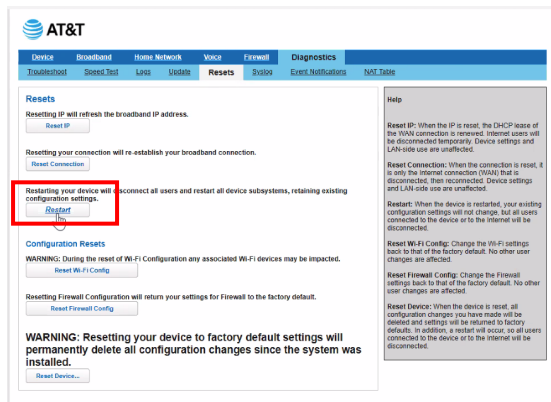 AT&T
Device Broadband Home Network Voice Firewall Diagnostics
Troubleshoot Speed Test Logs Update Resets Syslog Event Notifications NAT Table
Resets
Resetting IP will refresh the broadband IP address.
Reset IP
Resetting your connection will re-establish your broadband connection.
Reset Connection
Restarting your device will disconnect all users and restart all device subsystems, retaining existing
configuration settings.
Restart
Configuration Resets
WARNING: During the reset of Wi-Fi Configuration any associated Wi-Fi devices may be impacted.
Reset Wi-Fi Config
Resetting Firewall Configuration will return your settings for Firewall to the factory default.
Reset Firewall Config
WARNING: Resetting your device to factory default settings will
permanently delete all configuration changes since the system was
installed.
Reset Device...
Help
Reset IP: When the IP is reset, the DHCP lease of
the WAN connection is renewed. Internet users will
be disconnected temporarily. Device settings and
LAN-side use are unaffected.
Reset Connection: When the connection is reset, it
is only the Internet connection (WAN) that is
disconnected, then reconnected. Device settings
and LAN-side use are unaffected.
Restart: When the device is restarted, your existing
configuration settings will not change, but all users
connected to the device or to the Internet will be
disconnected.
Reset Wi-Fi Config: Change the Wi-Fi settings
back to that of the factory default. No other user
changes are affected.
Reset Firewall Config: Change the Firewall
settings back to that of the factory default. No other
user changes are affected.
Reset Device: When the device is reset, all
configuration changes you have made will be
deleted and settings will be returned to factory
defaults. In addition, a restart will occur, so all users
connected to the device or to the Internet will be
disconnected.